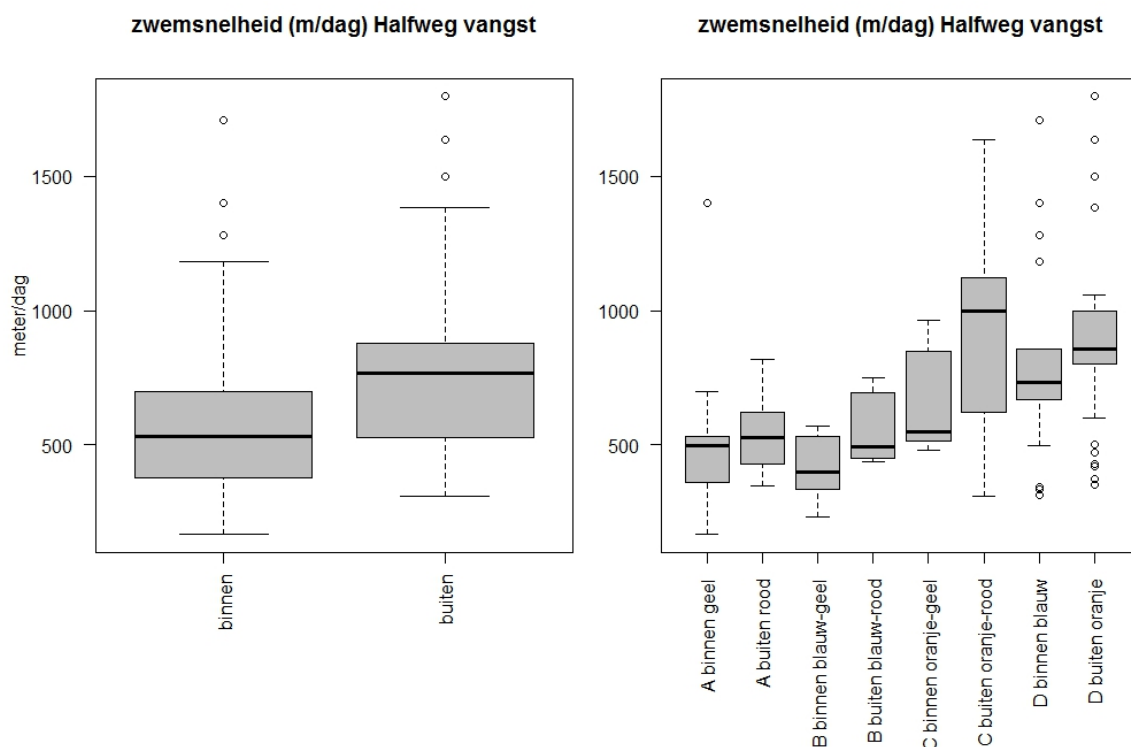 zwemsnelheid (m/dag) Halfweg vangst
meter/dag
1500
1000
500
binnen
buiten
zwemsnelheid (m/dag) Halfweg vangst
1500
1000
500
A binnen geel
A buiten rood
B binnen blauw-geel
B buiten blauw-rood
C binnen oranje-geel
C buiten oranje-rood
D binnen blauw
D buiten oranje